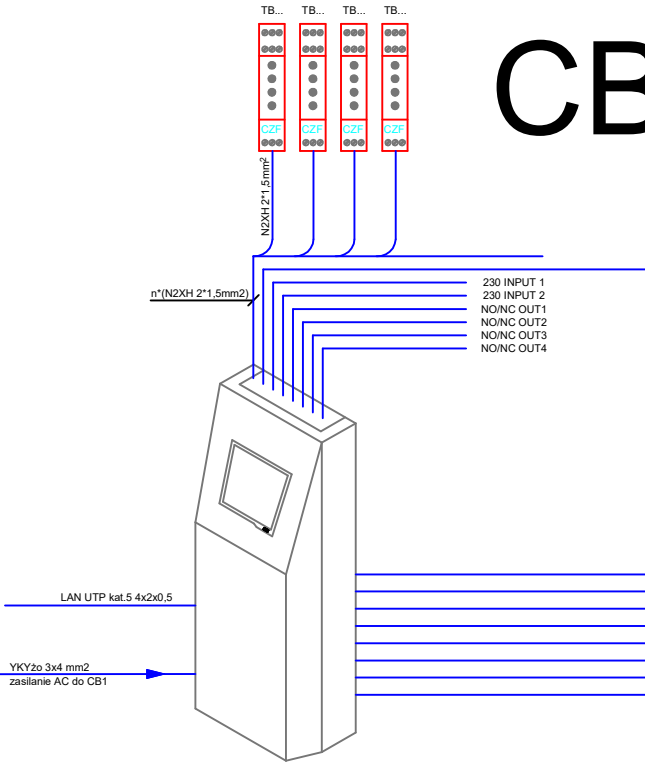 TB... TB... TB... TB...
CB
CZF CZF CZF CZF
N2XH 2*1,5mm²
n*(N2XH 2*1,5mm2)
230 INPUT 1
230 INPUT 2
NO/NC OUT1
NO/NC OUT2
NO/NC OUT3
NO/NC OUT4
LAN UTP kat.5 4x2x0,5
YKYżo 3x4 mm2
zasilanie AC do CB1